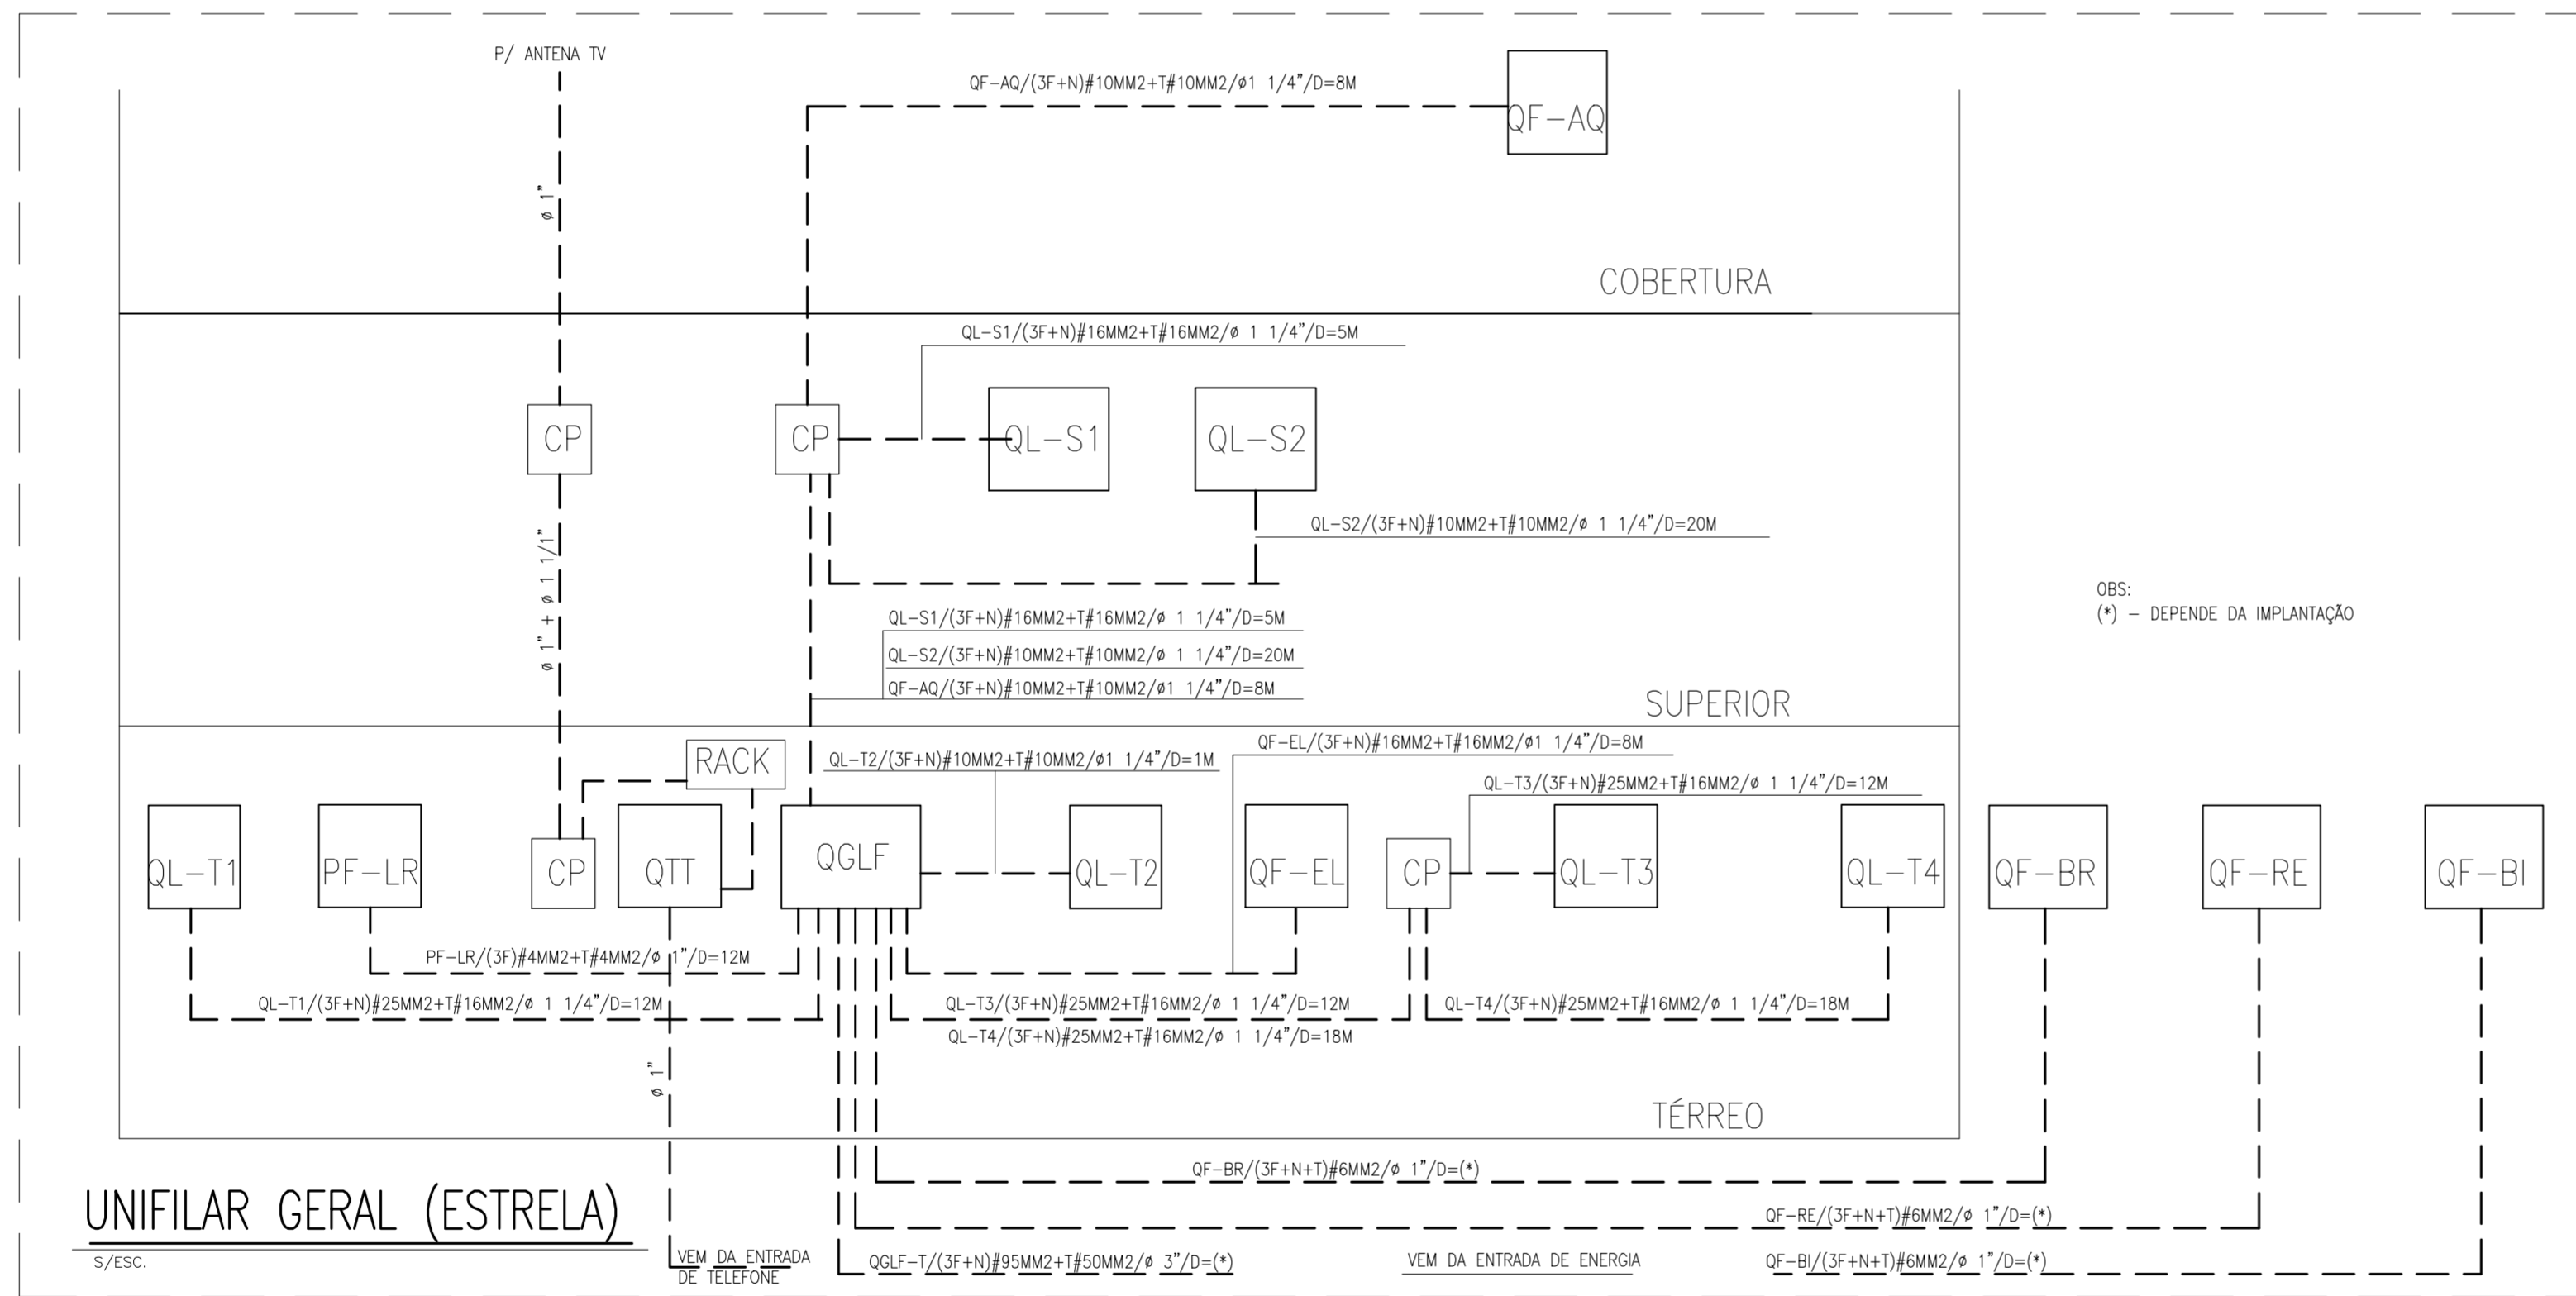 P/ ANTENA TV
QF-AQ/(3F+N)#10MM2+T#10MM2/ø1 1/4"/D=8M
QF-AQ
ø 1"
COBERTURA
QL-S1/(3F+N)#16MM2+T#16MM2/ø 1 1/4"/D=5M
CP
CP
QL-S1
QL-S2
QL-S2/(3F+N)#10MM2+T#10MM2/ø 1 1/4"/D=20M
ø 1" + ø 1 1/1"
OBS:
(*) - DEPENDE DA IMPLANTAÇÃO
QL-S1/(3F+N)#16MM2+T#16MM2/ø 1 1/4"/D=5M
QL-S2/(3F+N)#10MM2+T#10MM2/ø 1 1/4"/D=20M
QF-AQ/(3F+N)#10MM2+T#10MM2/ø1 1/4"/D=8M
SUPERIOR
QF-EL/(3F+N)#16MM2+T#16MM2/ø1 1/4"/D=8M
RACK
QL-T2/(3F+N)#10MM2+T#10MM2/ø1 1/4"/D=1M
QL-T3/(3F+N)#25MM2+T#16MM2/ø 1 1/4"/D=12M
QL-T1
PF-LR
CP
QTT
QGLF
QL-T2
QF-EL
CP
QL-T3
QL-T4
QF-BR
QF-RE
QF-BI
PF-LR/(3F)#4MM2+T#4MM2/ø 1"/D=12M
QL-T1/(3F+N)#25MM2+T#16MM2/ø 1 1/4"/D=12M
QL-T3/(3F+N)#25MM2+T#16MM2/ø 1 1/4"/D=12M
QL-T4/(3F+N)#25MM2+T#16MM2/ø 1 1/4"/D=18M
QL-T4/(3F+N)#25MM2+T#16MM2/ø 1 1/4"/D=18M
ø 1"
TÉRREO
QF-BR/(3F+N+T)#6MM2/ø 1"/D=(*)
UNIFILAR GERAL (ESTRELA)
S/ESC.
QF-RE/(3F+N+T)#6MM2/ø 1"/D=(*)
VEM DA ENTRADA
DE TELEFONE
QGLF-T/(3F+N)#95MM2+T#50MM2/ø 3"/D=(*)
VEM DA ENTRADA DE ENERGIA
QF-BI/(3F+N+T)#6MM2/ø 1"/D=(*)